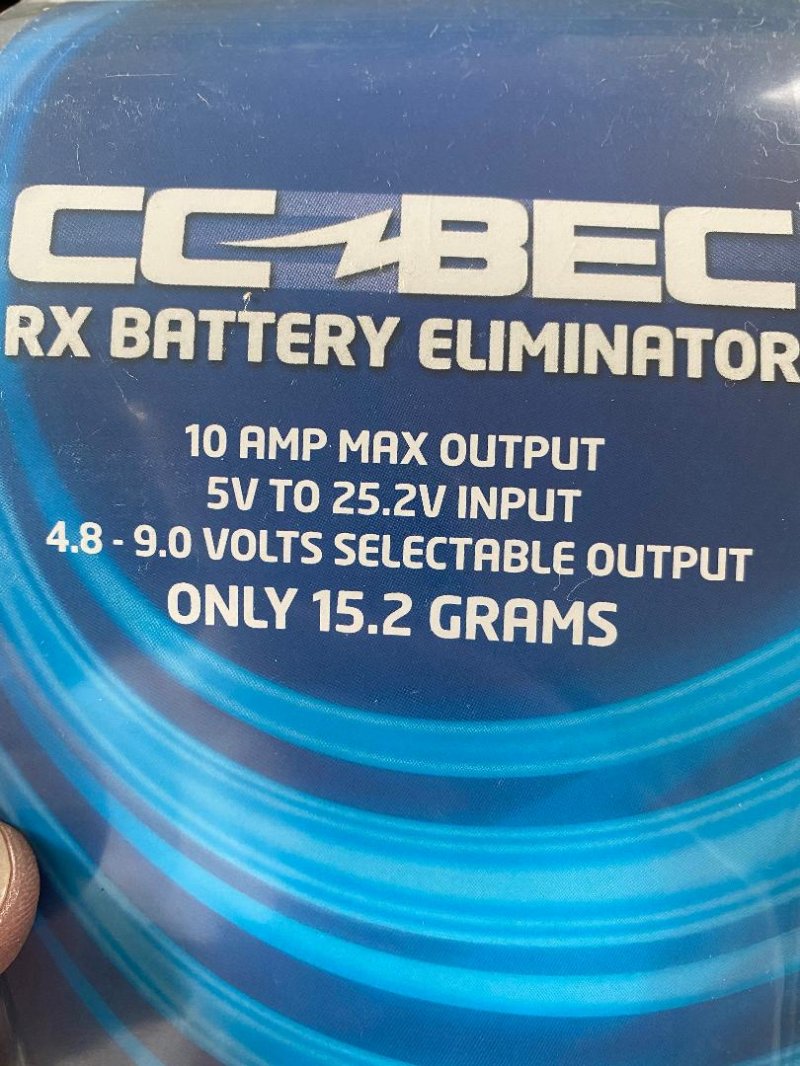 CC BEC
RX BATTERY ELIMINATOR
10 AMP MAX OUTPUT
5V TO 25.2V INPUT
4.8 - 9.0 VOLTS SELECTABLE OUTPUT
ONLY 15.2 GRAMS